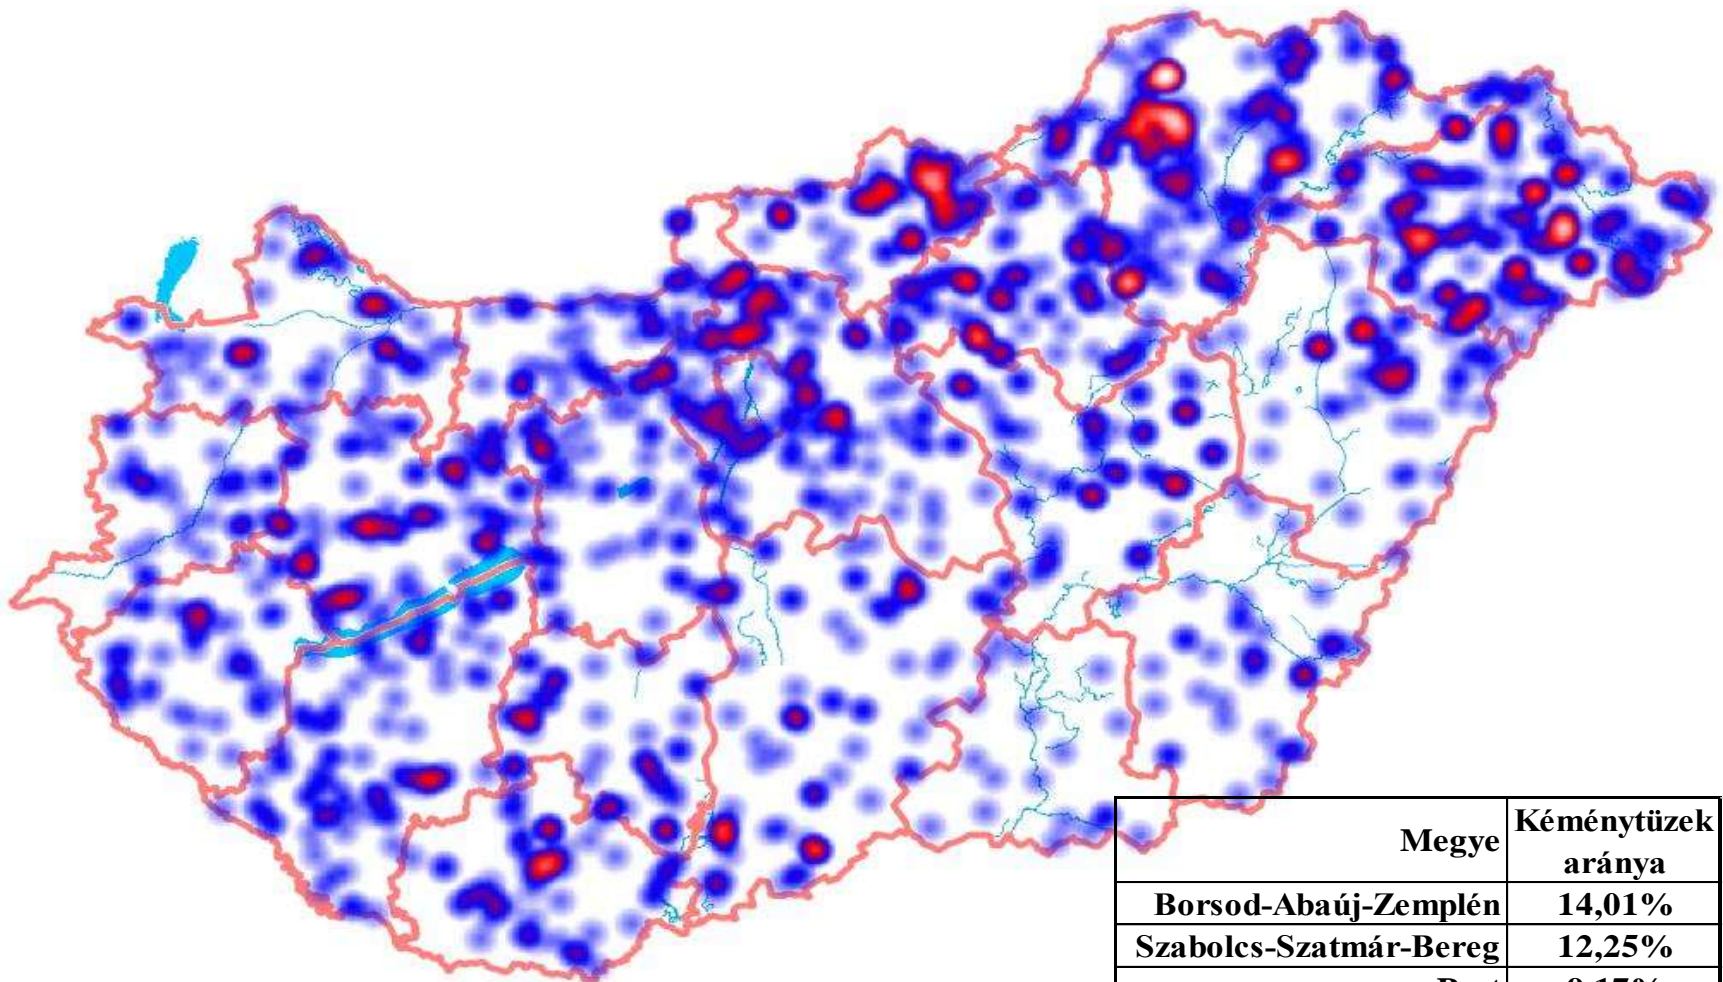 Megye Kéménytüzek
aránya
Borsod-Abaúj-Zemplén 14,01%
Szabolcs-Szatmár-Bereg 12,25%